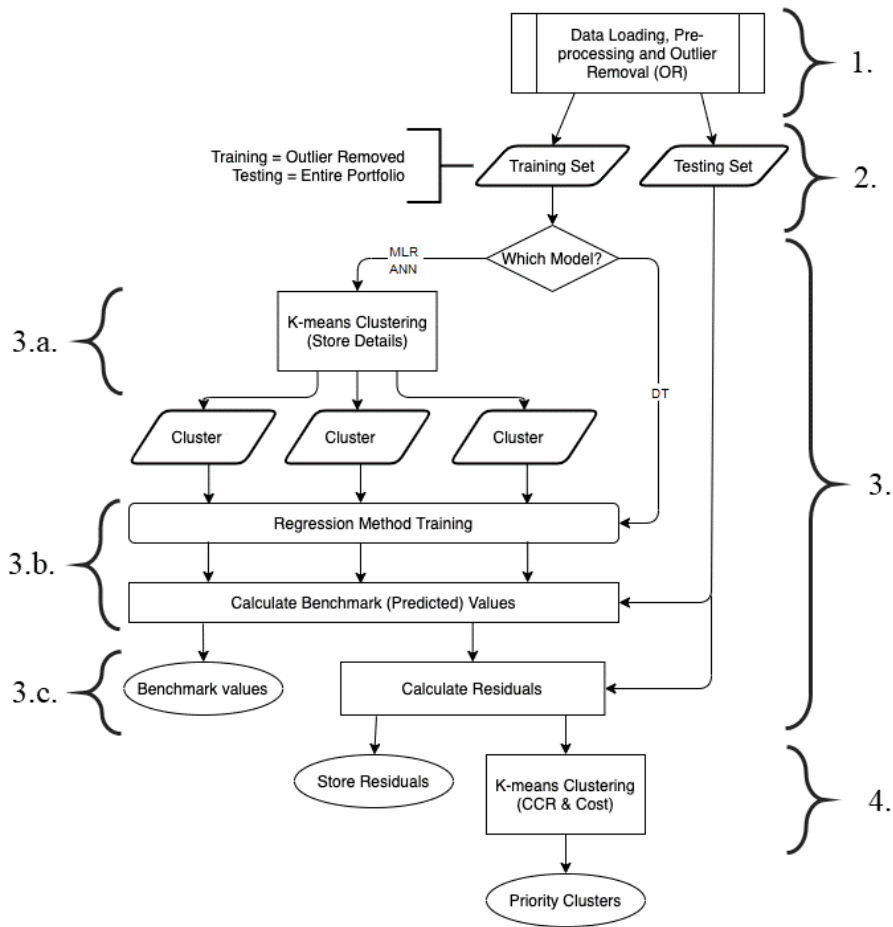 Data Loading, Pre-
processing and Outlier
Removal (OR)
1.
Training = Outlier Removed
Testing = Entire Portfolio
Training Set
Testing Set
2.
Which Model?
MLR
ANN
DT
3.a.
K-means Clustering
(Store Details)
Cluster
Cluster
Cluster
3.
Regression Method Training
3.b.
Calculate Benchmark (Predicted) Values
3.c.
Benchmark values
Calculate Residuals
Store Residuals
K-means Clustering
(CCR & Cost)
4.
Priority Clusters